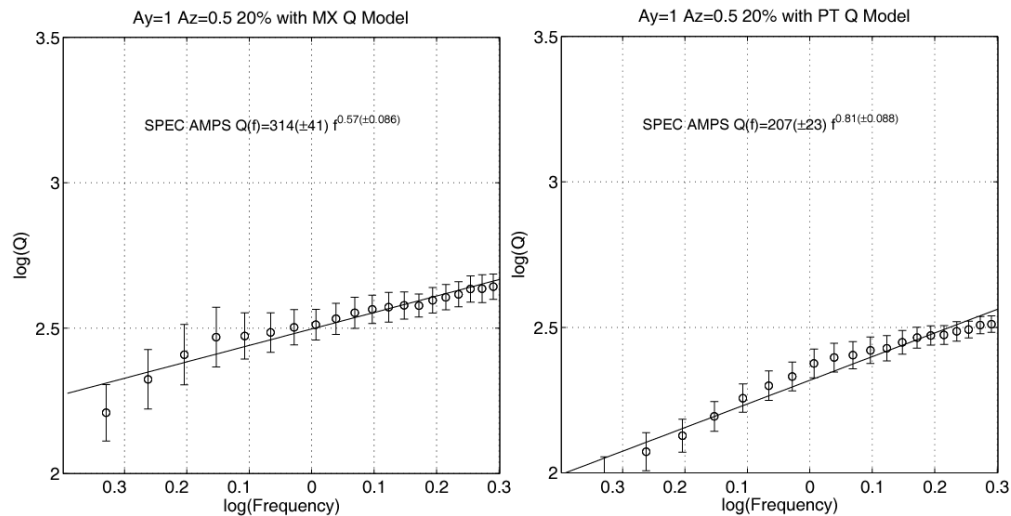 Ay=1 Az=0.5 20% with MX Q Model
3.5
3
2.5
2
log(Q)
SPEC AMPS Q(f)=314(±41) f^0.57(±0.086)
0.3 0.2 0.1 0 0.1 0.2 0.3
log(Frequency)
Ay=1 Az=0.5 20% with PT Q Model
3.5
3
2.5
2
log(Q)
SPEC AMPS Q(f)=207(±23) f^0.81(±0.088)
0.3 0.2 0.1 0 0.1 0.2 0.3
log(Frequency)